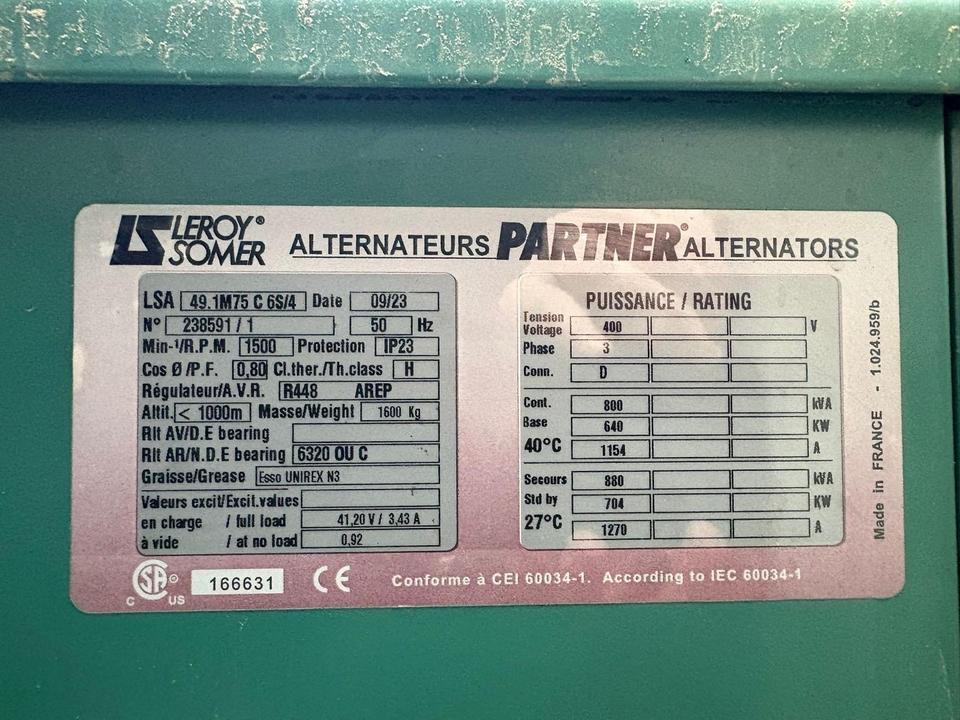 LEROY® SOMER
ALTERNATEURS PARTNER® ALTERNATORS
LSA 49.1M75 C 6S/4 Date 09/23
N° 238591 / 1 50 Hz
Min-¹/R.P.M. 1500 Protection IP23
Cos Ø /P.F. 0,80 Cl.ther./Th.class H
Régulateur/A.V.R. R448 AREP
Altit. < 1000m Masse/Weight 1600 Kg
Rlt AV/D.E bearing
Rlt AR/N.D.E bearing 6320 OU C
Graisse/Grease Esso UNIREX N3
Valeurs excit/Excit.values
en charge / full load 41,20 V / 3,43 A
à vide / at no load 0,92
PUISSANCE / RATING
Tension
Voltage 400 V
Phase 3
Conn. D
Cont. 800 kVA
Base 640 KW
40°C 1154 A
Secours 880 kVA
Std by 704 KW
27°C 1270 A
Made in FRANCE - 1.024.959/b
C SA ® US 166631 CE Conforme à CEI 60034-1. According to IEC 60034-1